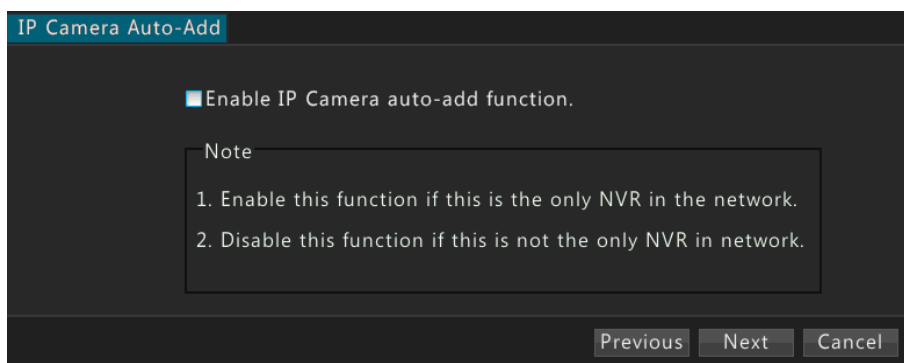 IP Camera Auto-Add
Enable IP Camera auto-add function.
Note
1. Enable this function if this is the only NVR in the network.
2. Disable this function if this is not the only NVR in network.
Previous Next Cancel